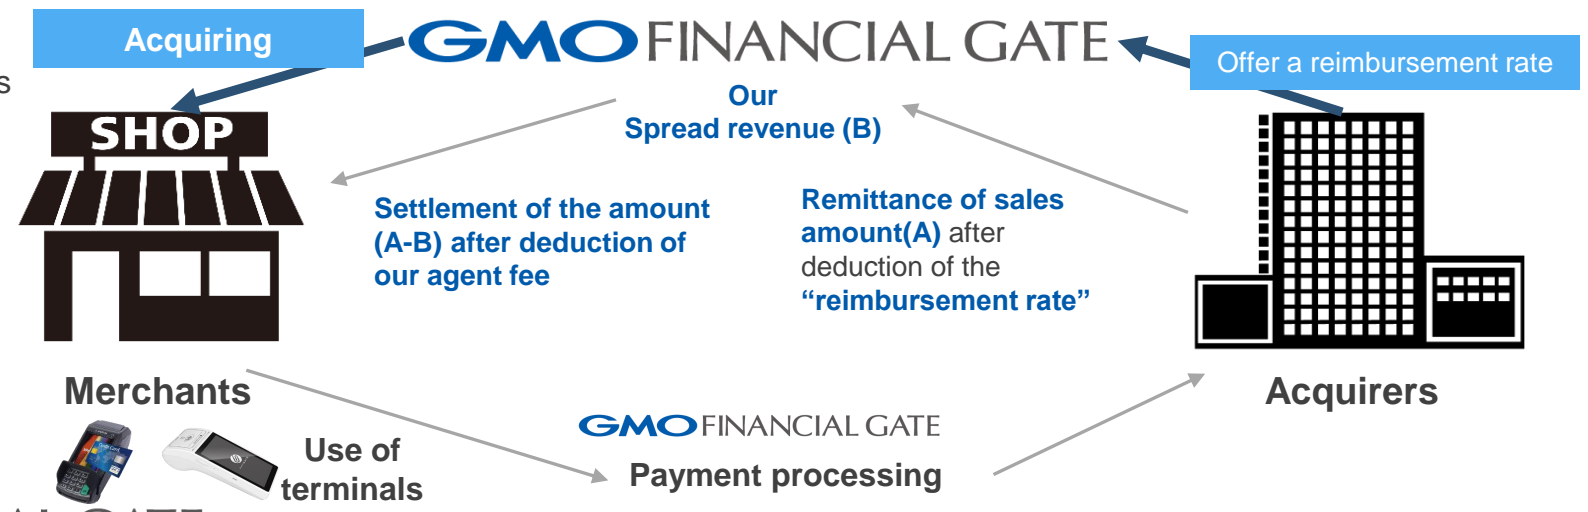 Acquiring
GMO FINANCIAL GATE
Offer a reimbursement rate
s
SHOP
Our
Spread revenue (B)
Settlement of the amount
(A-B) after deduction of
our agent fee
Remittance of sales
amount(A) after
deduction of the
“reimbursement rate”
Merchants
Acquirers
GMO FINANCIAL GATE
Payment processing
Use of
terminals